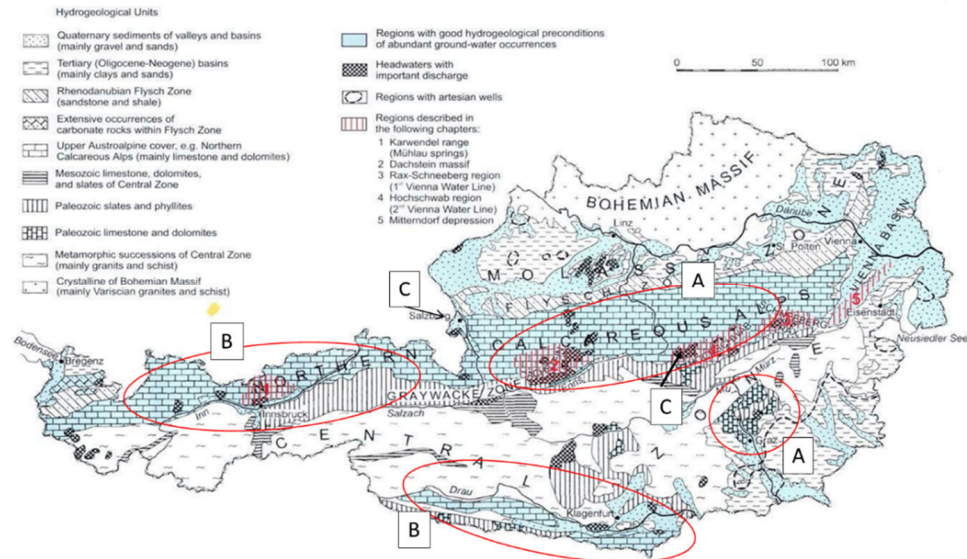 Hydrogeological Units
Quaternary sediments of valleys and basins
(mainly gravel and sands)
Tertiary (Oligocene-Neogene) basins
(mainly clays and sands)
Rhenodanubian Flysch Zone
(sandstone and shale)
Extensive occurrences of
carbonate rocks within Flysch Zone
Upper Austroalpine cover, e.g. Northern
Calcareous Alps (mainly limestone and dolomites)
Mesozoic limestone, dolomites,
and slates of Central Zone
Paleozoic slates and phyllites
Paleozoic limestone and dolomites
Metamorphic successions of Central Zone
(mainly granits and schist)
Crystalline of Bohemian Massif
(mainly Variscian granites and schist)
Regions with good hydrogeological preconditions
of abundant ground-water occurrences
Headwaters with
important discharge
Regions with artesian wells
Regions described in
the following chapters:
1 Karwendel range
(Mühlau springs)
2 Dachstein massif
3 Rax-Schneeberg region
(1st Vienna Water Line)
4 Hochschwab region
(2nd Vienna Water Line)
5 Mitterndorf depression
0 50 100 km
BOHEMIAN MASSIF
Linz
Danube
St. Pölten
Vienna
VIENNA BASIN
MOLASSE ZONE
FLYSCH ZONE
A
C
Salzburg
5
Eisenstadt
Neusiedler See
B
NORTHERN CALCAREOUS ALPS
2
Enns
Bodensee
Bregenz
1
Inn
Innsbruck
GRAYWACKE ZONE
Salzach
Mur
Mürz
C
Graz
A
CENTRAL ZONE
Drau
Klagenfurt
B